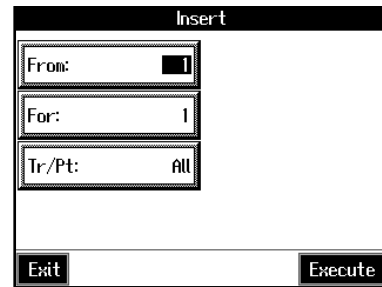 Insert
From: 1
For: 1
Tr/Pt: All
Exit Execute